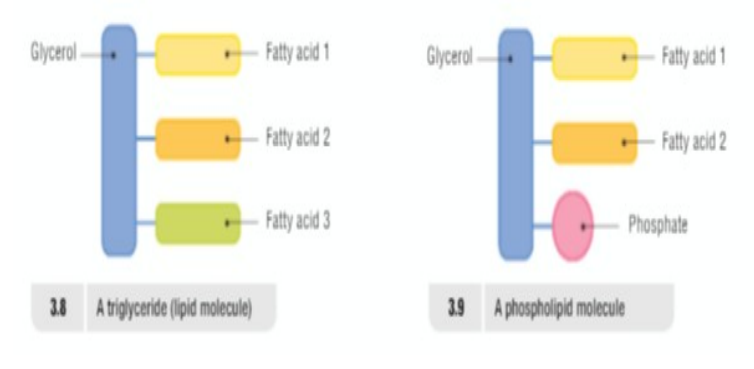 Glycerol
Fatty acid 1
Fatty acid 2
Fatty acid 3
3.8 A triglyceride (lipid molecule)
Glycerol
Fatty acid 1
Fatty acid 2
Phosphate
3.9 A phospholipid molecule